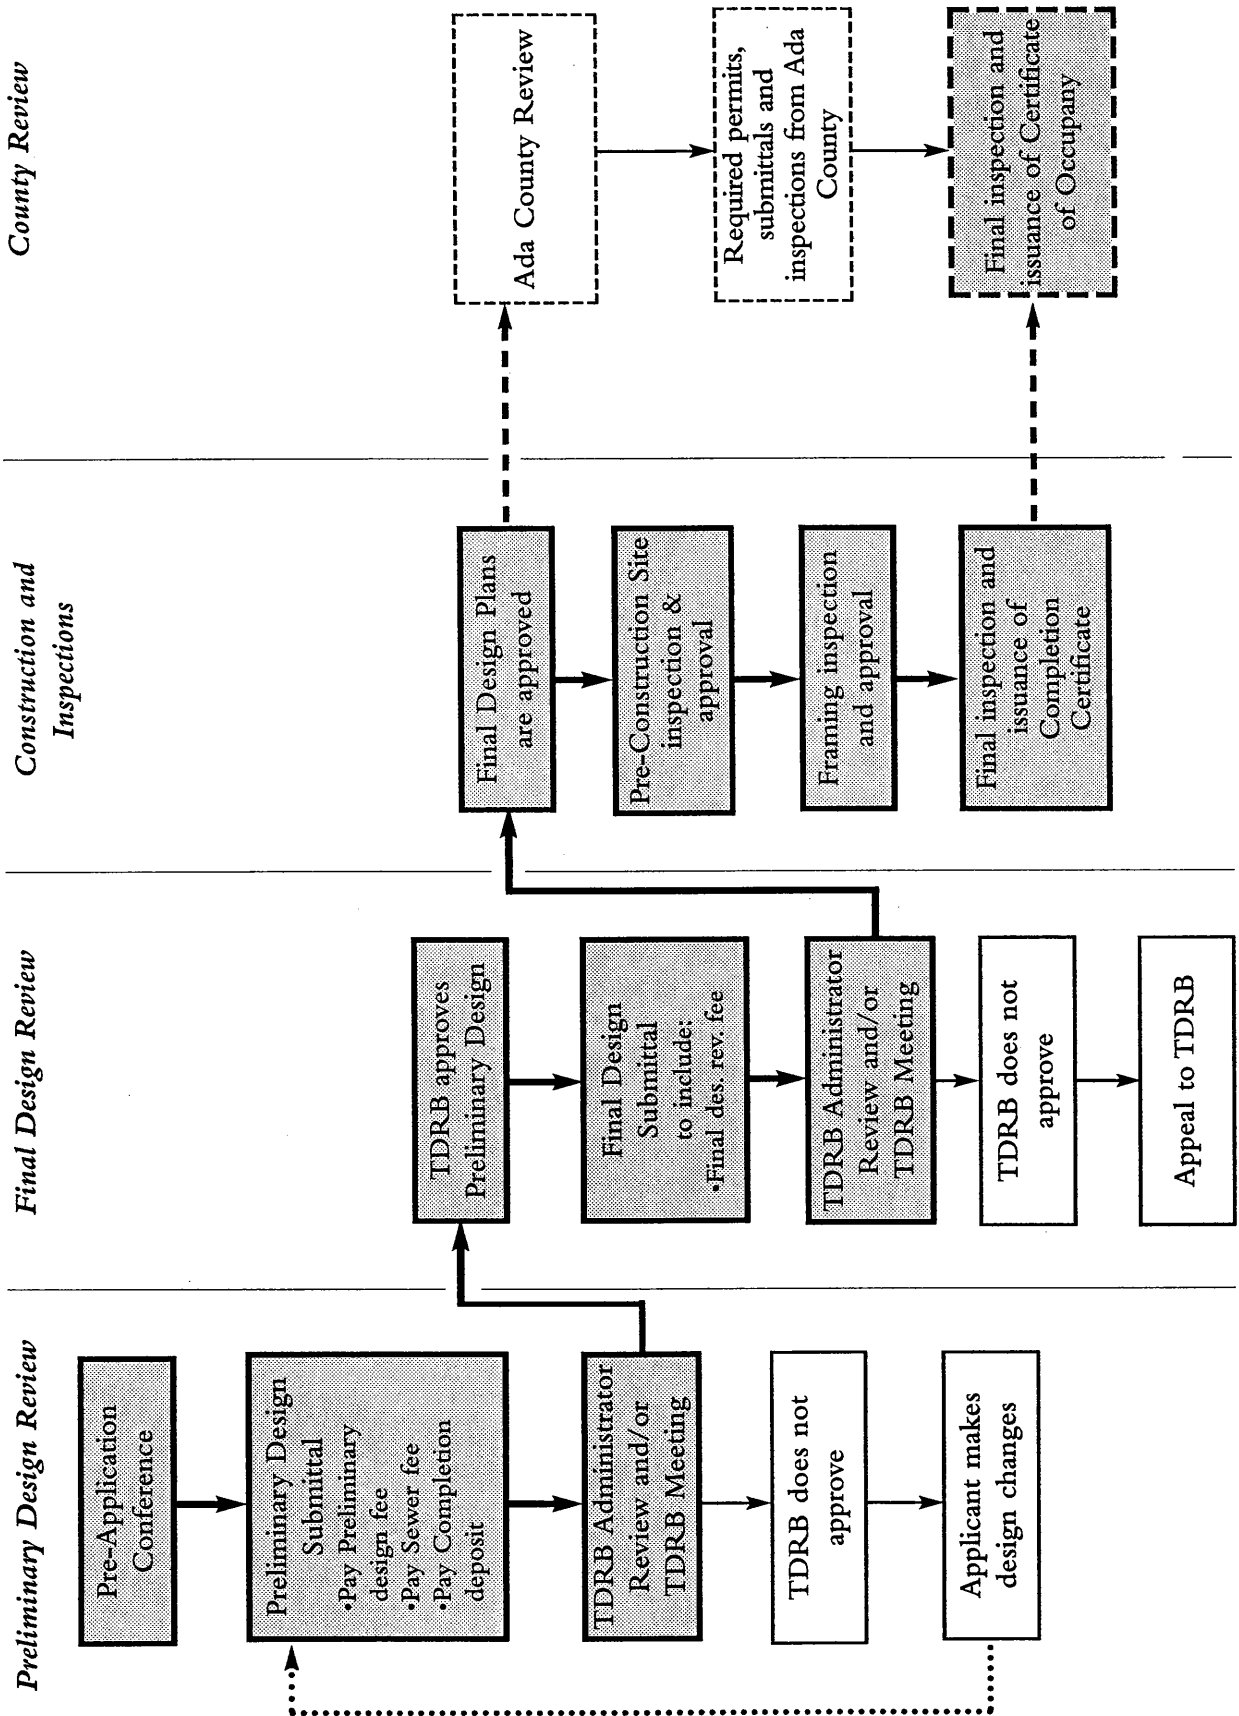 Preliminary Design Review
Pre-Application
Conference
Preliminary Design
Submittal
•Pay Preliminary
design fee
•Pay Sewer fee
•Pay Completion
deposit
TDRB Administrator
Review and/or
TDRB Meeting
TDRB does not
approve
Applicant makes
design changes
Final Design Review
TDRB approves
Preliminary Design
Final Design
Submittal
to include:
•Final des. rev. fee
TDRB Administrator
Review and/or
TDRB Meeting
TDRB does not
approve
Appeal to TDRB
Construction and
Inspections
Final Design Plans
are approved
Pre-Construction Site
inspection &
approval
Framing inspection
and approval
Final inspection and
issuance of
Completion
Certificate
County Review
Ada County Review
Required permits,
submittals and
inspections from Ada
County
Final inspection and
issuance of Certificate
of Occupany